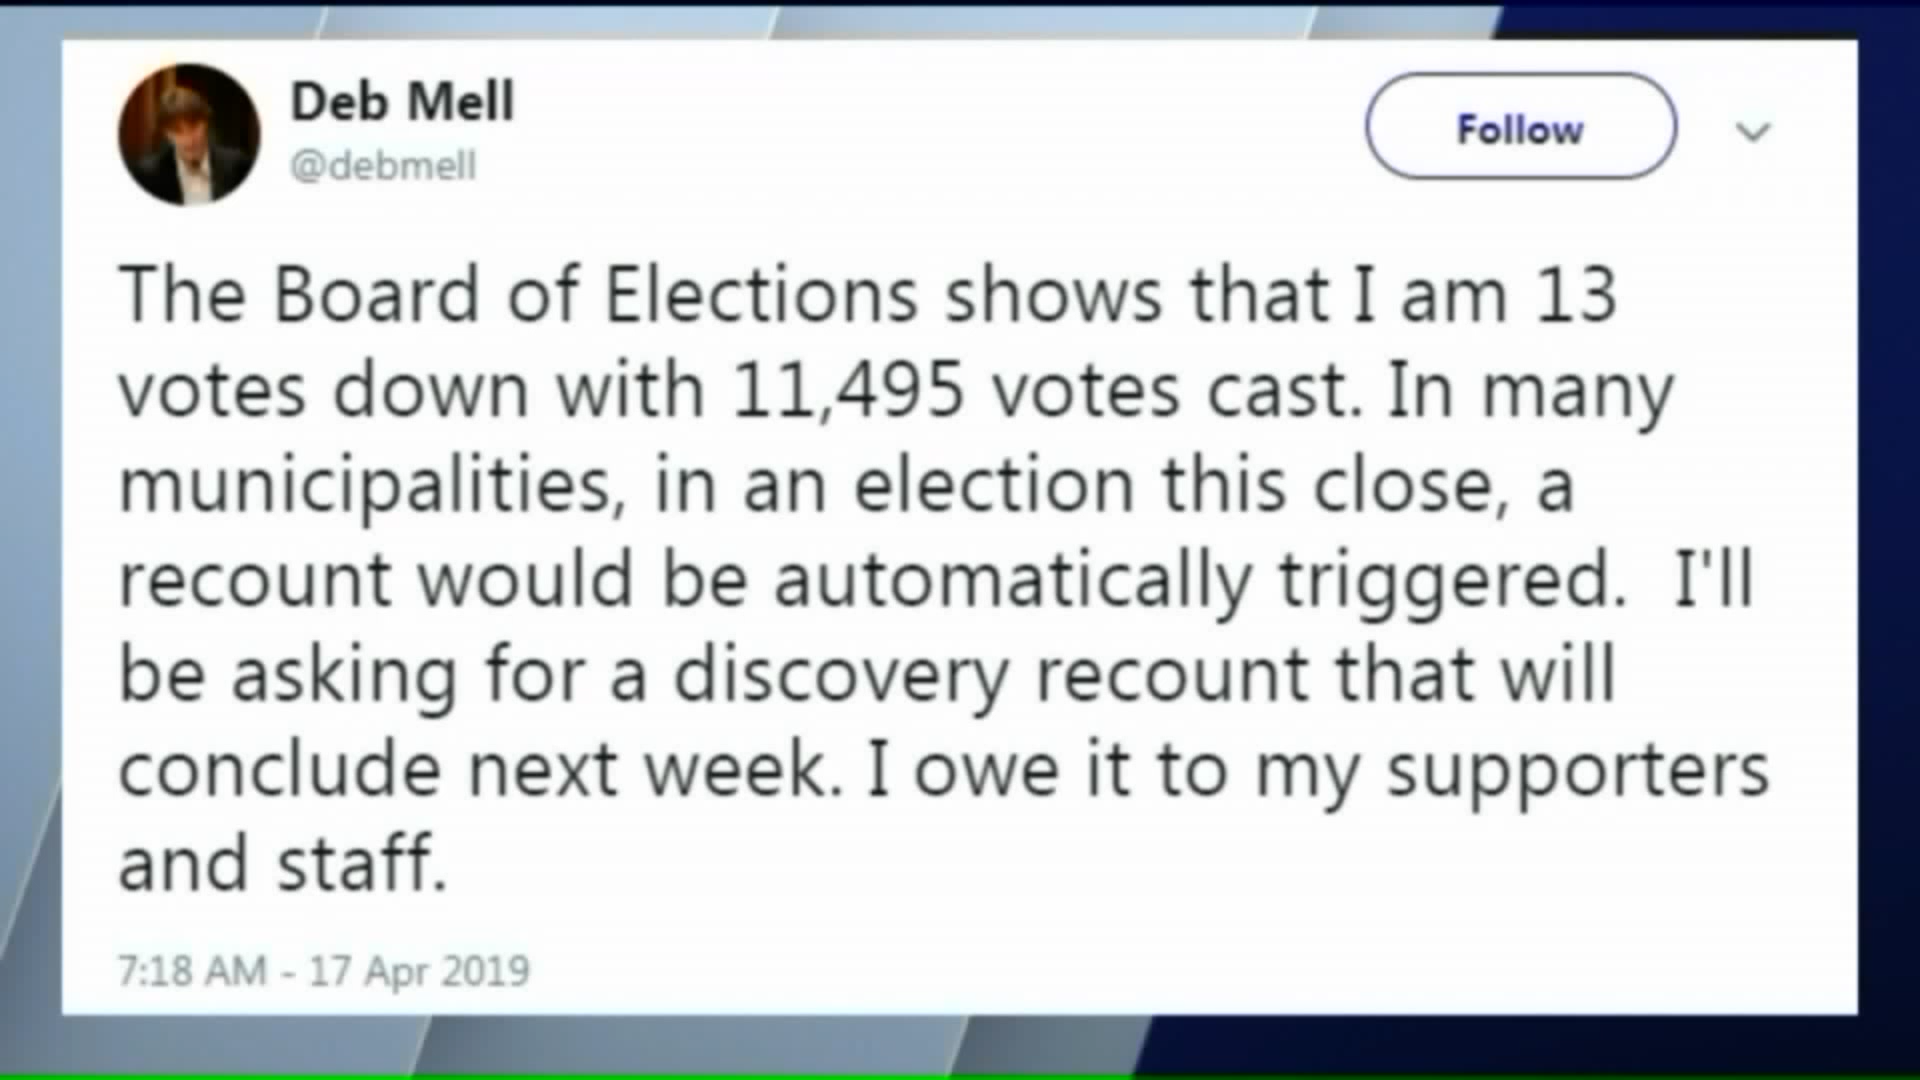 Deb Mell
@debmell
Follow
The Board of Elections shows that I am 13
votes down with 11,495 votes cast. In many
municipalities, in an election this close, a
recount would be automatically triggered.  I'll
be asking for a discovery recount that will
conclude next week. I owe it to my supporters
and staff.
7:18 AM - 17 Apr 2019